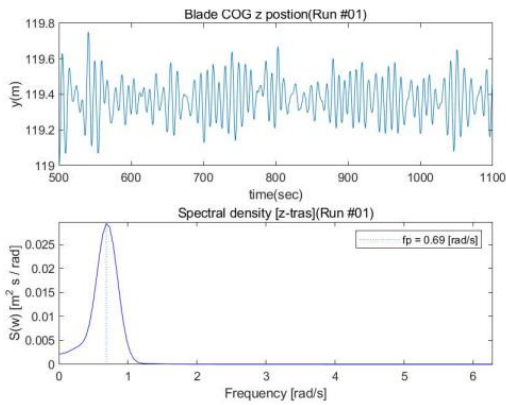 Blade COG z postion(Run #01)
119.8
119.6
119.4
119.2
119
y(m)
500 600 700 800 900 1000 1100
time(sec)
Spectral density [z-tras](Run #01)
fp = 0.69 [rad/s]
0.025
0.02
0.015
0.01
0.005
0
S(w) [m² s / rad]
0 1 2 3 4 5 6
Frequency [rad/s]